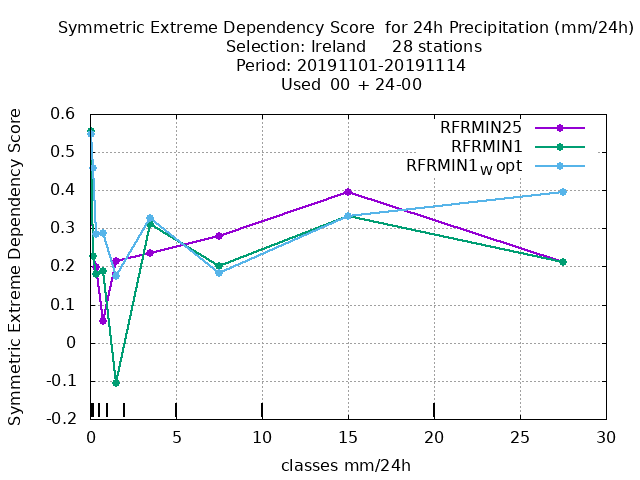 Symmetric Extreme Dependency Score  for 24h Precipitation (mm/24h)
Selection: Ireland     28 stations
Period: 20191101-20191114
Used  00 + 24-00
Symmetric Extreme Dependency Score
0.6
0.5
0.4
0.3
0.2
0.1
0
-0.1
-0.2
RFRMIN25
RFRMIN1
RFRMIN1W opt
0 5 10 15 20 25 30
classes mm/24h